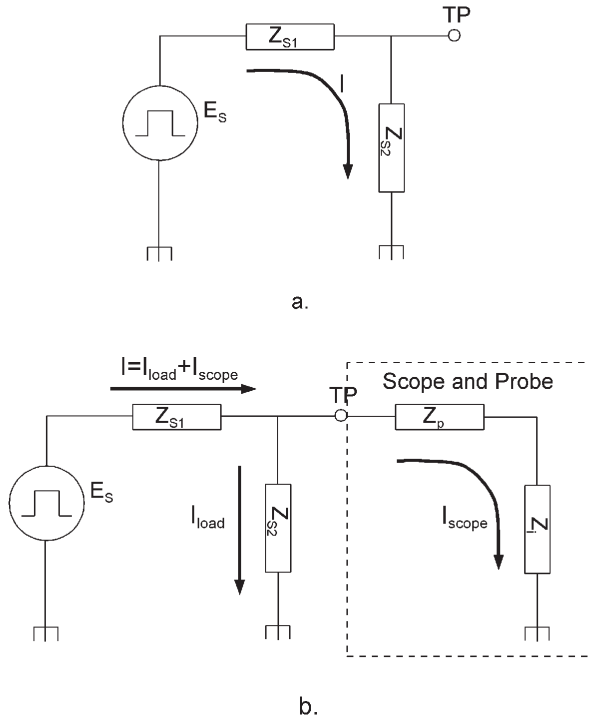 TP
Z_S1
I
E_S
Z_S2
a.
I=I_load+I_scope
Scope and Probe
TP
Z_S1
Z_p
E_S
I_load
Z_S2
I_scope
Z_i
b.